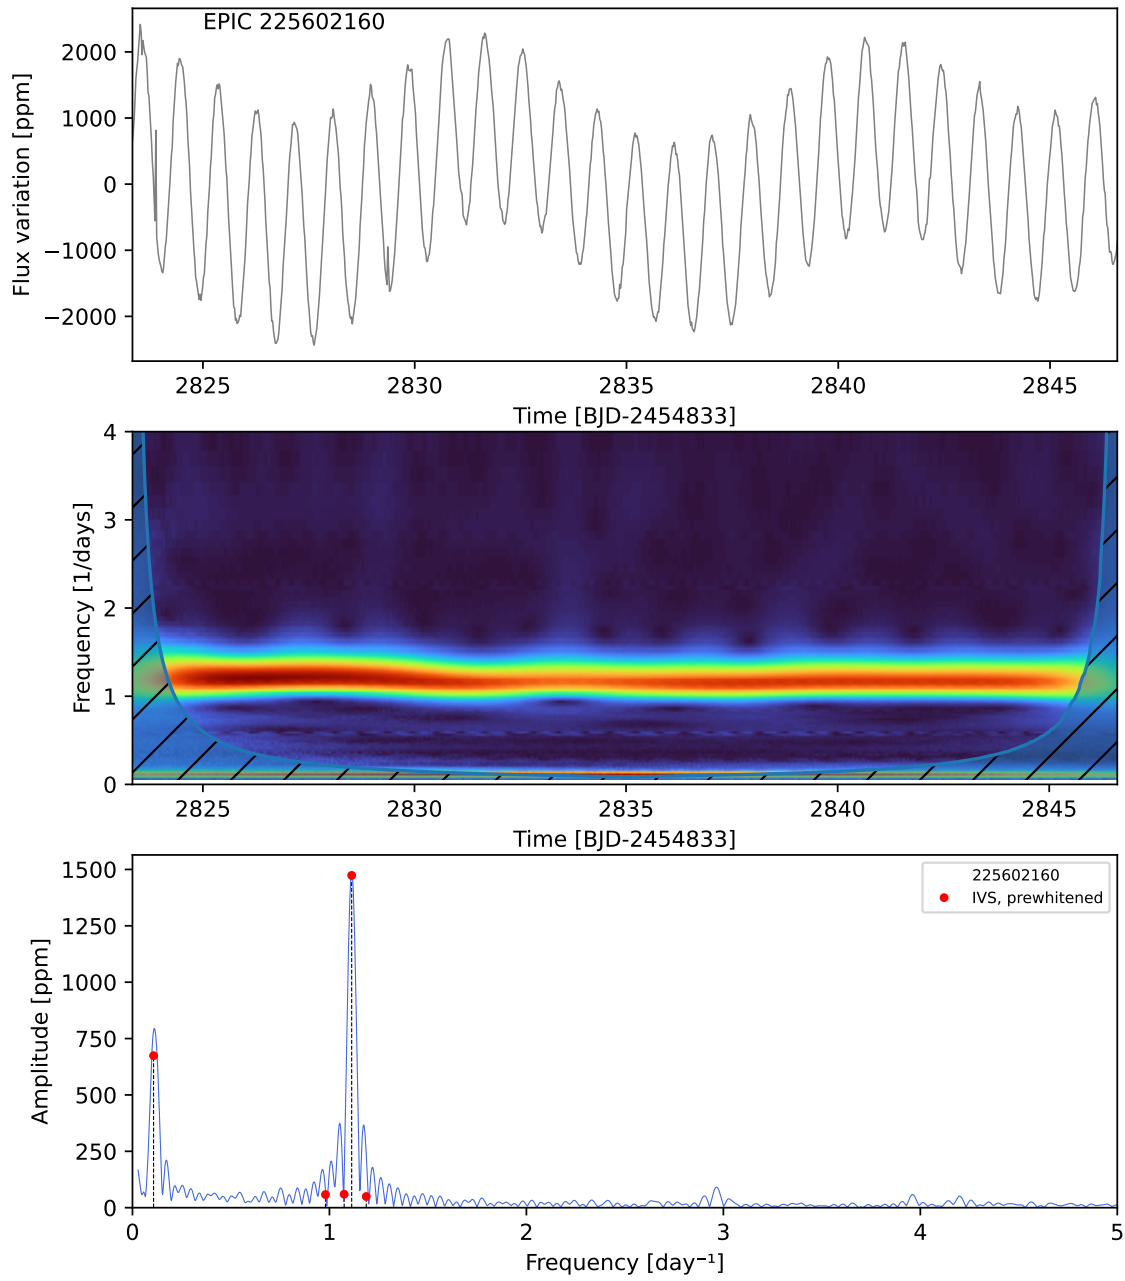 EPIC 225602160
Flux variation [ppm]
2000
1000
0
−1000
−2000
2825 2830 2835 2840 2845
Time [BJD-2454833]
Frequency [1/days]
4
3
2
1
0
2825 2830 2835 2840 2845
Time [BJD-2454833]
Amplitude [ppm]
1500
1250
1000
750
500
250
0
225602160
IVS, prewhitened
0 1 2 3 4 5
Frequency [day⁻¹]